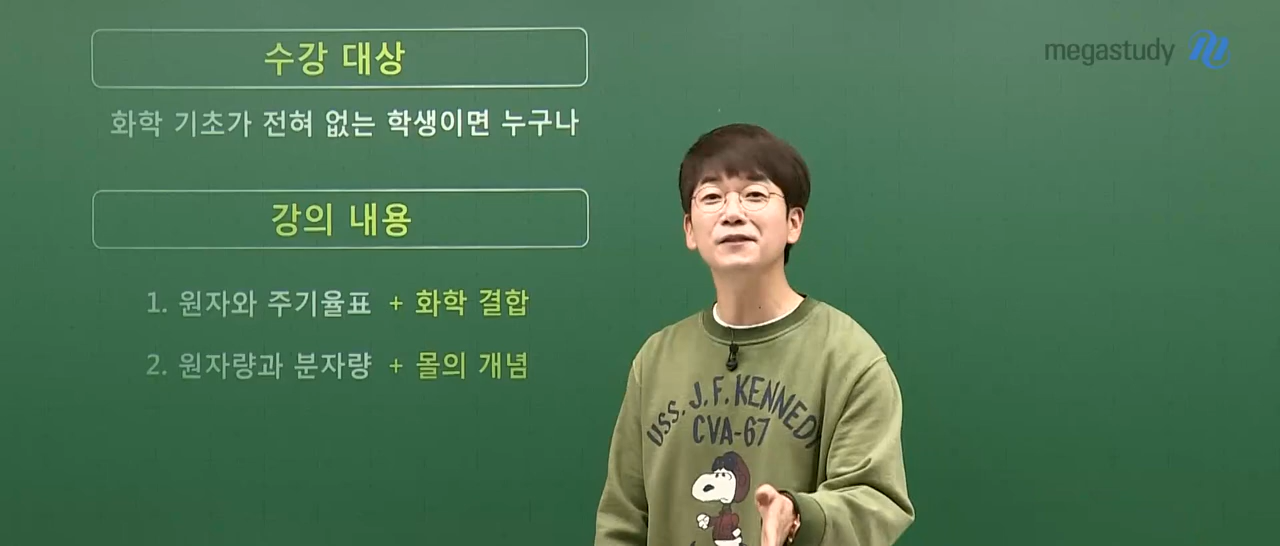 수강 대상
화학 기초가 전혀 없는 학생이면 누구나
강의 내용
1. 원자와 주기율표 + 화학 결합
2. 원자량과 분자량 + 몰의 개념
megastudy
USS. J.F. KENNEDY
CVA-67